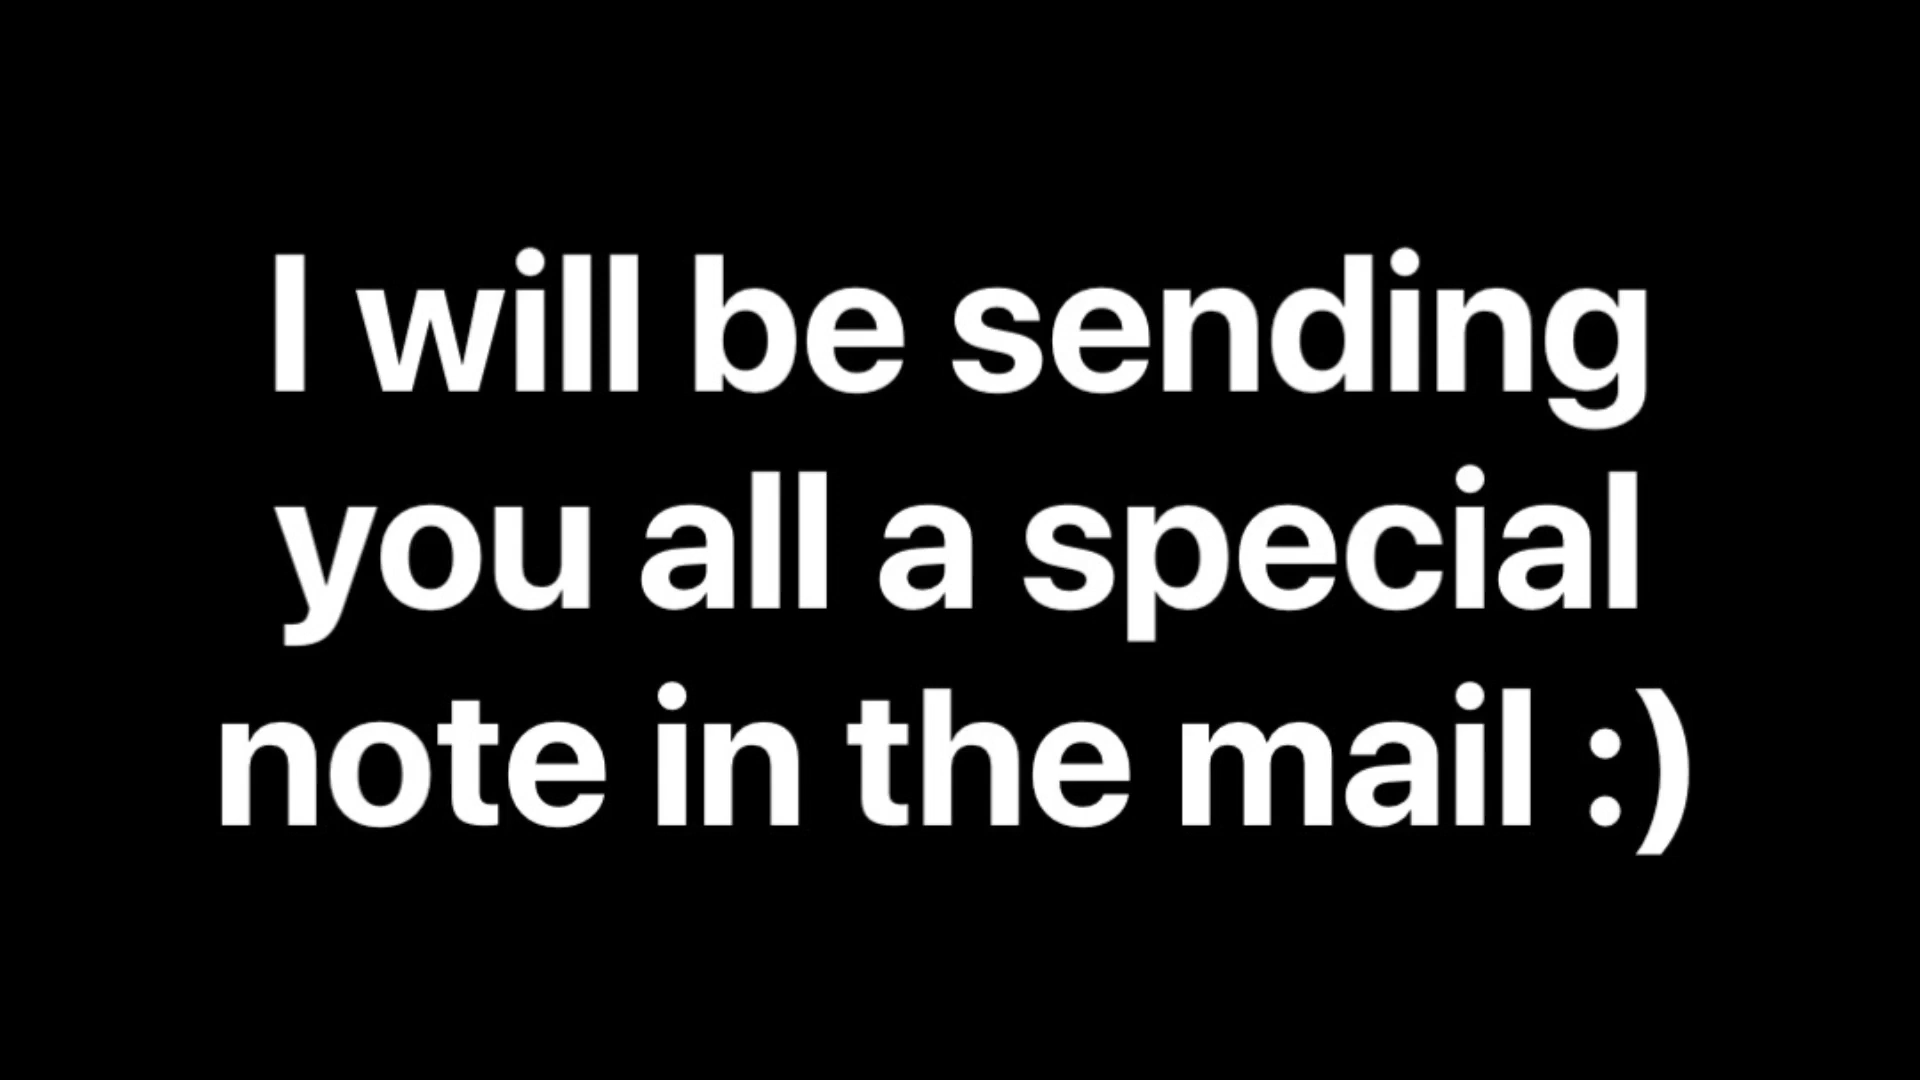 I will be sending
you all a special
note in the mail :)